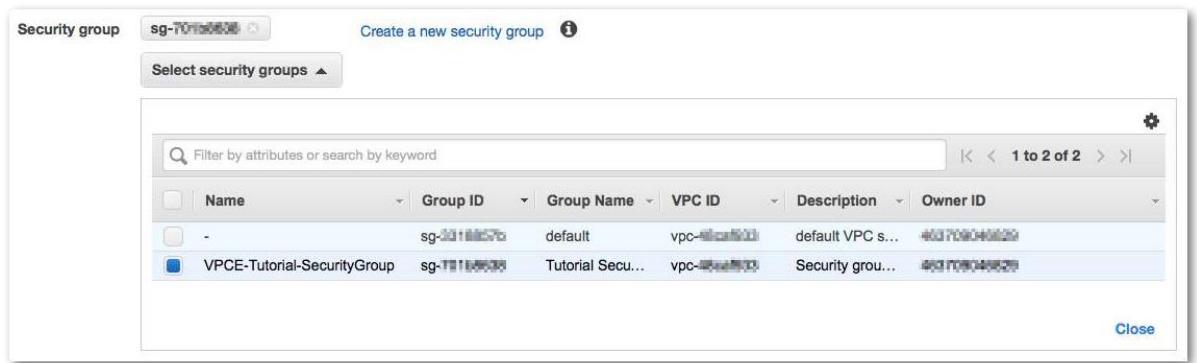 Security group sg- Create a new security group
Select security groups
Filter by attributes or search by keyword 1 to 2 of 2
Name Group ID Group Name VPC ID Description Owner ID
- sg- default vpc- default VPC s...
VPCE-Tutorial-SecurityGroup sg- Tutorial Secu... vpc- Security grou...
Close